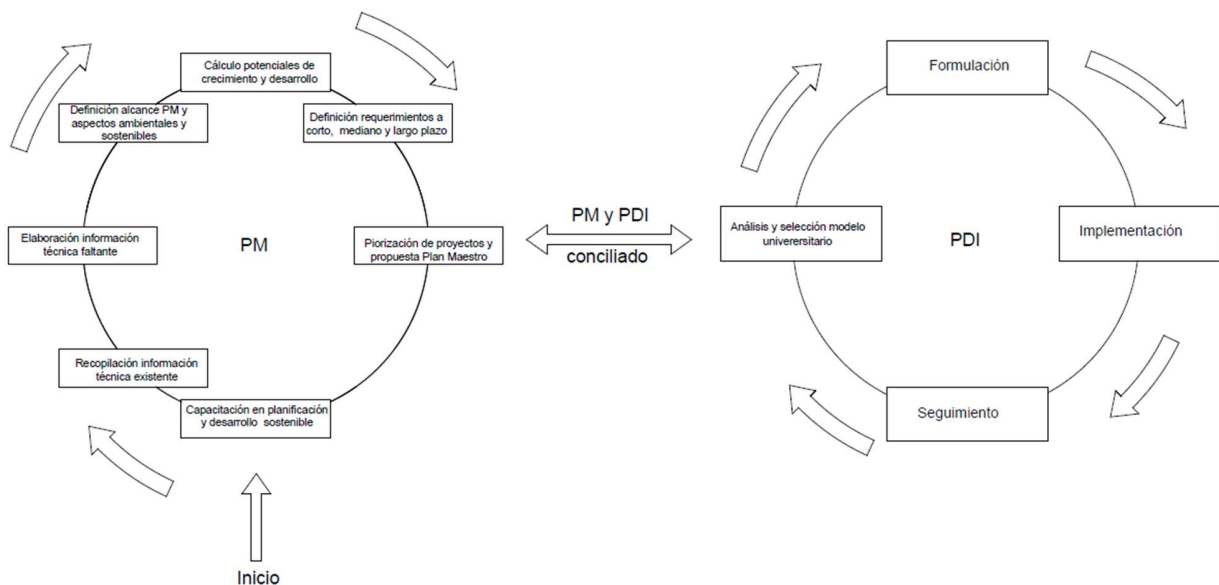 Cálculo potenciales de
crecimiento y desarrollo
Definición alcance PM y
aspectos ambientales y
sostenibles
Definición requerimientos a
corto, mediano y largo plazo
Elaboración información
técnica faltante
PM
Piorización de proyectos y
propuesta Plan Maestro
Recopilación información
técnica existente
Capacitación en planificación
y desarrollo sostenible
Inicio
PM y PDI
conciliado
Formulación
Análisis y selección modelo
univerersitario
PDI
Implementación
Seguimiento